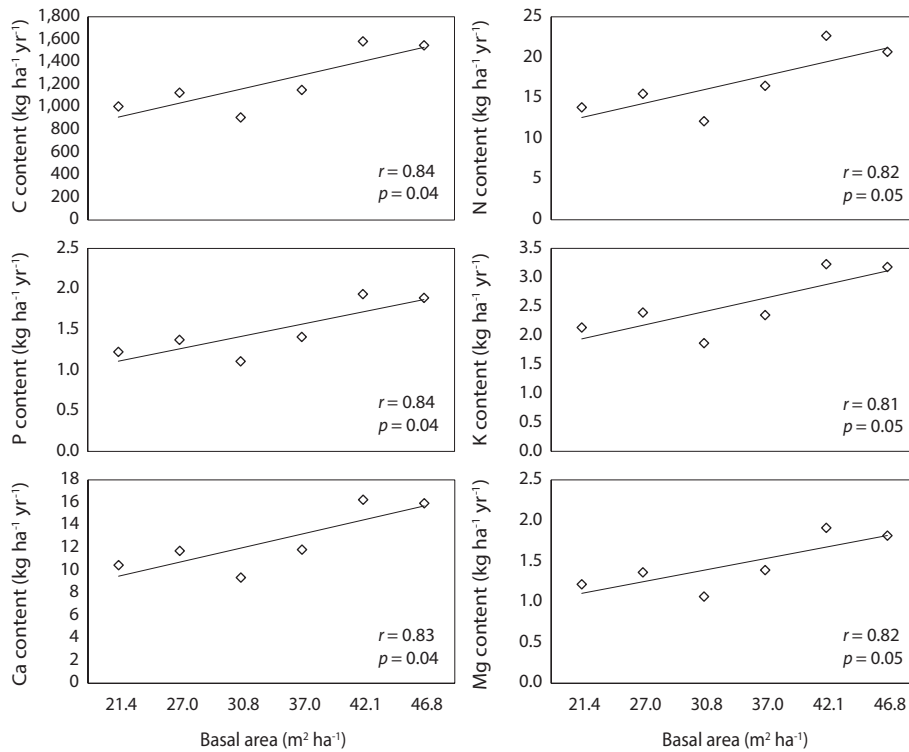 C content (kg ha⁻¹ yr⁻¹)
1,800
1,600
1,400
1,200
1,000
800
600
400
200
0
r = 0.84
p = 0.04
N content (kg ha⁻¹ yr⁻¹)
25
20
15
10
5
0
r = 0.82
p = 0.05
P content (kg ha⁻¹ yr⁻¹)
2.5
2.0
1.5
1.0
0.5
0.0
r = 0.84
p = 0.04
K content (kg ha⁻¹ yr⁻¹)
3.5
3.0
2.5
2.0
1.5
1.0
0.5
0.0
r = 0.81
p = 0.05
Ca content (kg ha⁻¹ yr⁻¹)
18
16
14
12
10
8
6
4
2
0
r = 0.83
p = 0.04
21.4 27.0 30.8 37.0 42.1 46.8
Basal area (m² ha⁻¹)
Mg content (kg ha⁻¹ yr⁻¹)
2.5
2.0
1.5
1.0
0.5
0.0
r = 0.82
p = 0.05
21.4 27.0 30.8 37.0 42.1 46.8
Basal area (m² ha⁻¹)